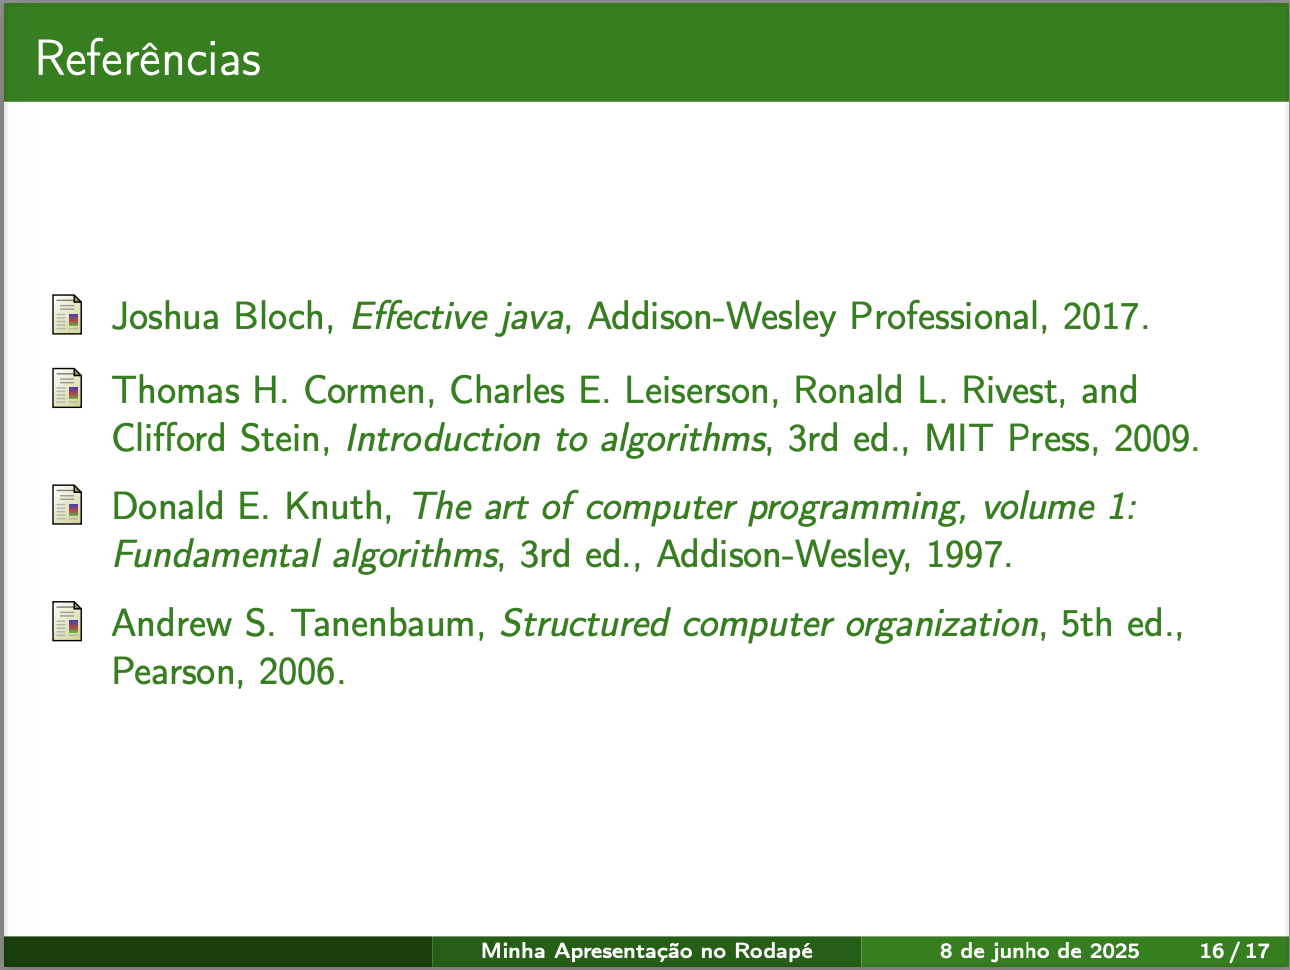 Referências
Joshua Bloch, Effective java, Addison-Wesley Professional, 2017.
Thomas H. Cormen, Charles E. Leiserson, Ronald L. Rivest, and
Clifford Stein, Introduction to algorithms, 3rd ed., MIT Press, 2009.
Donald E. Knuth, The art of computer programming, volume 1:
Fundamental algorithms, 3rd ed., Addison-Wesley, 1997.
Andrew S. Tanenbaum, Structured computer organization, 5th ed.,
Pearson, 2006.
Minha Apresentação no Rodapé 8 de junho de 2025 16 / 17